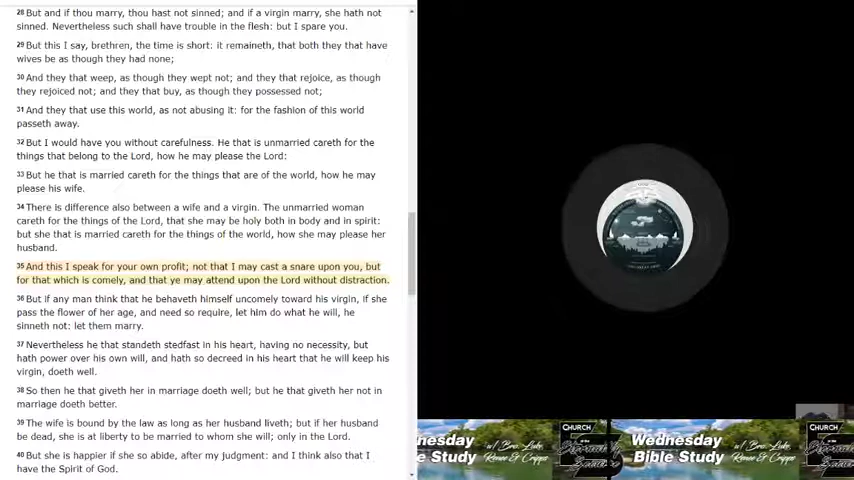 28 But and if thou marry, thou hast not sinned; and if a virgin marry, she hath not
sinned. Nevertheless such shall have trouble in the flesh: but I spare you.
29 But this I say, brethren, the time is short: it remaineth, that both they that have
wives be as though they had none;
30 And they that weep, as though they wept not; and they that rejoice, as though
they rejoiced not; and they that buy, as though they possessed not;
31 And they that use this world, as not abusing it: for the fashion of this world
passeth away.
32 But I would have you without carefulness. He that is unmarried careth for the
things that belong to the Lord, how he may please the Lord:
33 But he that is married careth for the things that are of the world, how he may
please his wife.
34 There is difference also between a wife and a virgin. The unmarried woman
careth for the things of the Lord, that she may be holy both in body and in spirit:
but she that is married careth for the things of the world, how she may please her
husband.
35 And this I speak for your own profit; not that I may cast a snare upon you, but
for that which is comely, and that ye may attend upon the Lord without distraction.
36 But if any man think that he behaveth himself uncomely toward his virgin, if she
pass the flower of her age, and need so require, let him do what he will, he
sinneth not: let them marry.
37 Nevertheless he that standeth stedfast in his heart, having no necessity, but
hath power over his own will, and hath so decreed in his heart that he will keep his
virgin, doeth well.
38 So then he that giveth her in marriage doeth well; but he that giveth her not in
marriage doeth better.
39 The wife is bound by the law as long as her husband liveth; but if her husband
be dead, she is at liberty to be married to whom she will; only in the Lord.
40 But she is happier if she so abide, after my judgment: and I think also that I
have the Spirit of God.
nesday
e Study
w/ Bro. Luke,
Renee & Cripps
CHURCH
Wednesday
Bible Study
w/ Bro. Luke,
Renee & Cripps
CHURCH